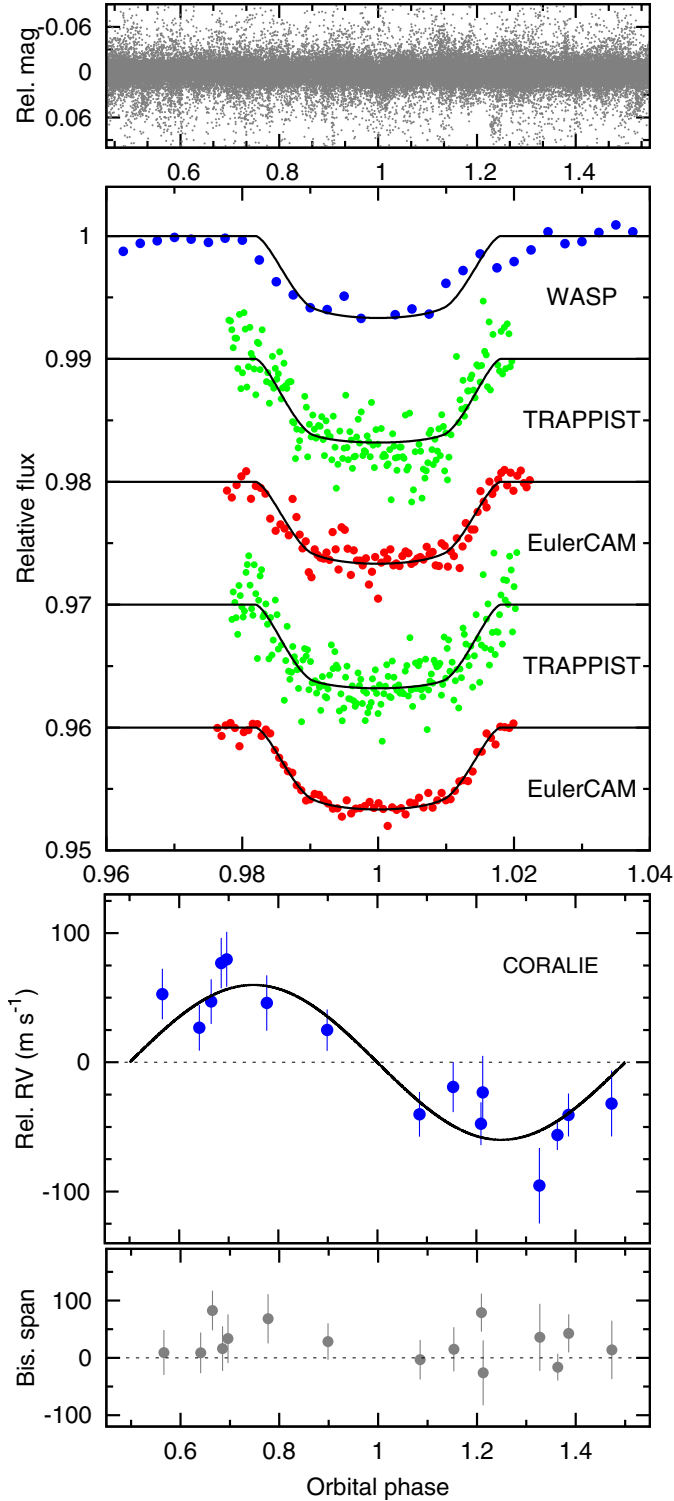 Rel. mag
-0.06
0
0.06
0.6 0.8 1 1.2 1.4
Relative flux
1
0.99
0.98
0.97
0.96
0.95
WASP
TRAPPIST
EulerCAM
TRAPPIST
EulerCAM
0.96 0.98 1 1.02 1.04
Rel. RV (m s-1)
100
0
-100
CORALIE
Bis. span
100
0
-100
0.6 0.8 1 1.2 1.4
Orbital phase